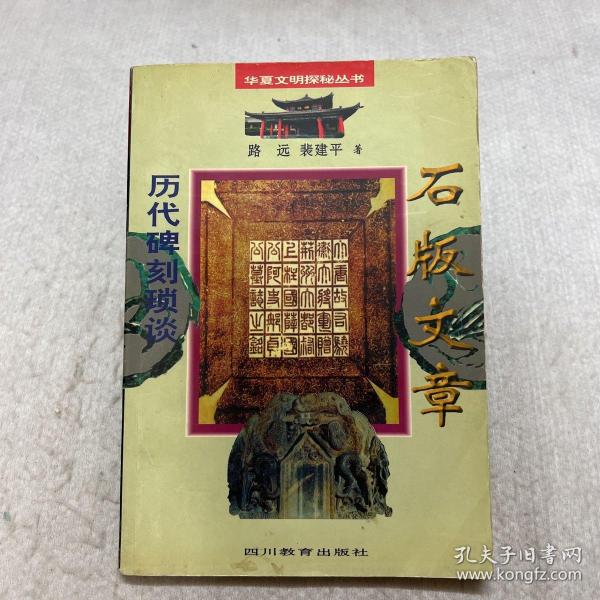 华夏文明探秘丛书
路 远 裴建平 著
石版文章
历代碑刻琐谈
四川教育出版社
孔夫子旧书网
www.kongfz.com